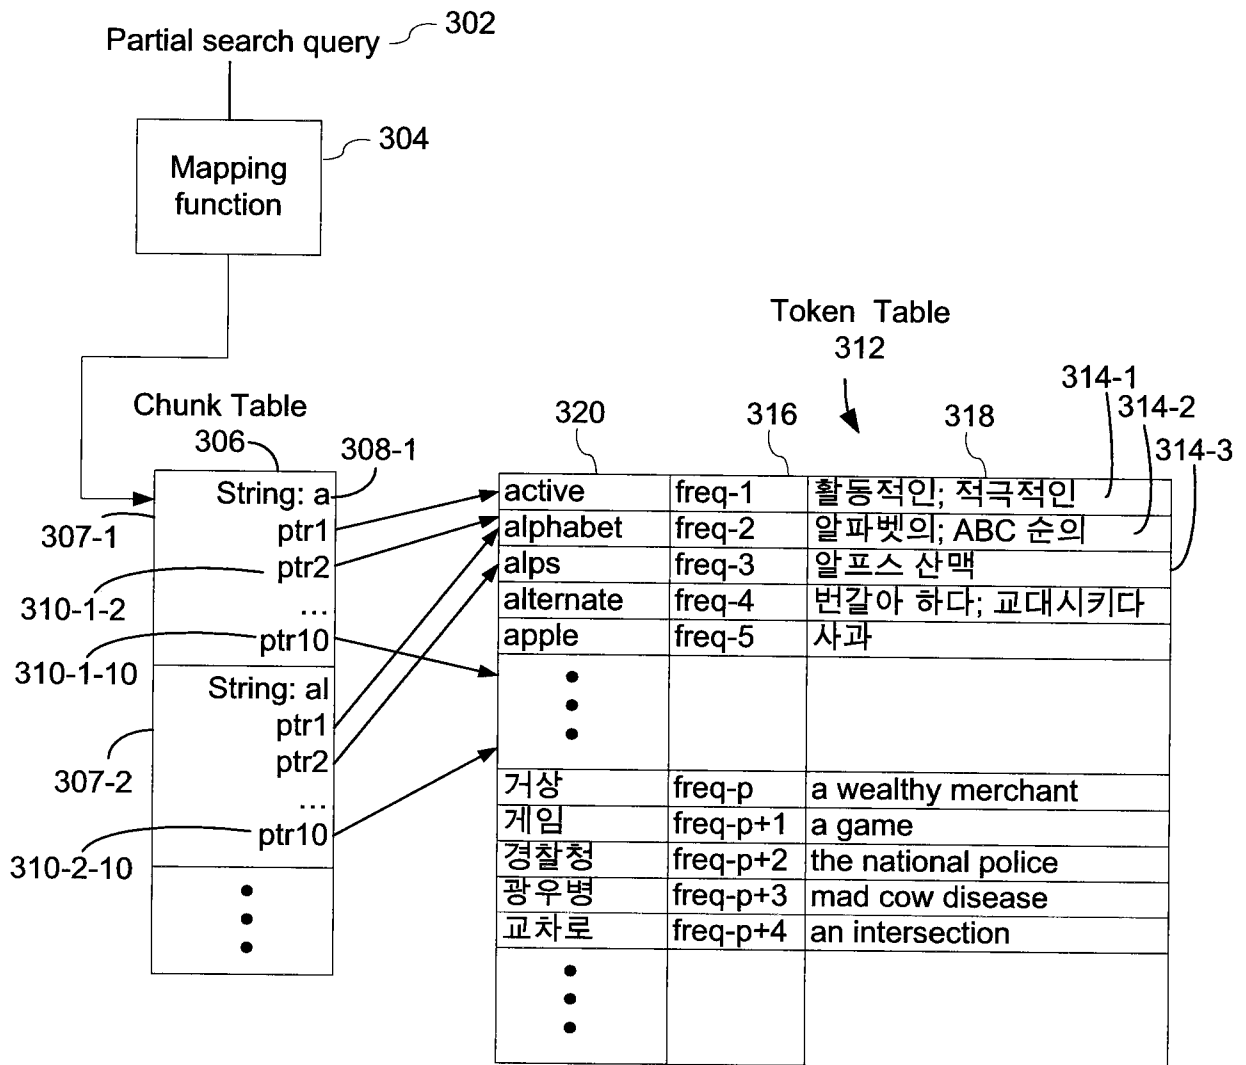 Partial search query
302
Mapping
function
304
Token Table
312
Chunk Table
306
308-1
320
316
318
314-1
314-2
314-3
String: a
ptr1
ptr2
...
ptr10
307-1
310-1-2
310-1-10
String: al
ptr1
ptr2
...
ptr10
307-2
310-2-10
active freq-1 활동적인; 적극적인
alphabet freq-2 알파벳의; ABC 순의
alps freq-3 알프스 산맥
alternate freq-4 번갈아 하다; 교대시키다
apple freq-5 사과
거상 freq-p a wealthy merchant
게임 freq-p+1 a game
경찰청 freq-p+2 the national police
광우병 freq-p+3 mad cow disease
교차로 freq-p+4 an intersection